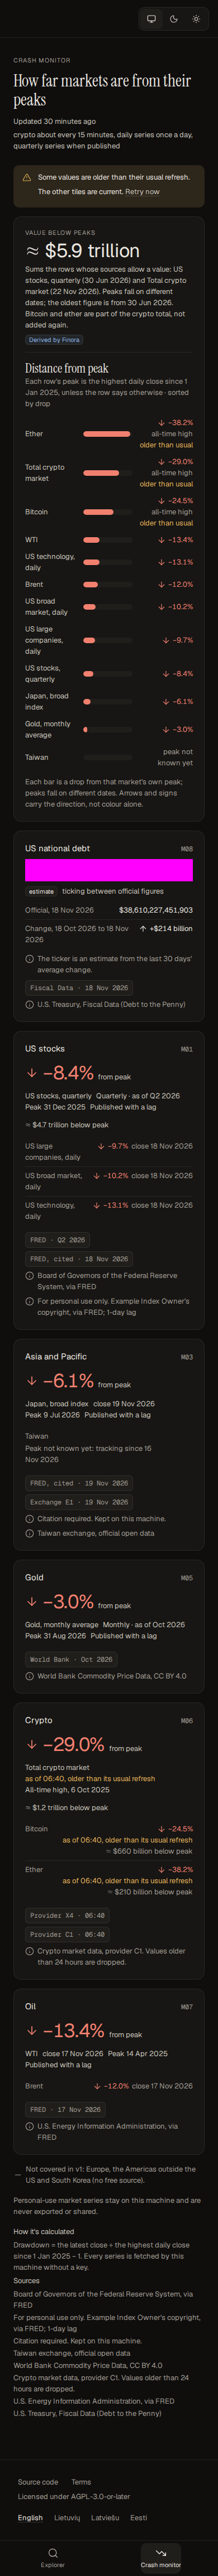 CRASH MONITOR
How far markets are from their
peaks
Updated 30 minutes ago
crypto about every 15 minutes, daily series once a day,
quarterly series when published
Some values are older than their usual refresh.
The other tiles are current. Retry now
VALUE BELOW PEAKS
≈ $5.9 trillion
Sums the rows whose sources allow a value: US
stocks, quarterly (30 Jun 2026) and Total crypto
market (22 Nov 2026). Peaks fall on different
dates; the oldest figure is from 30 Jun 2026.
Bitcoin and ether are part of the crypto total, not
added again.
Derived by Finora
Distance from peak
Each row's peak is the highest daily close since 1
Jan 2025, unless the row says otherwise · sorted
by drop
Ether
↓ −38.2%
all-time high
older than usual
Total crypto
market
↓ −29.0%
all-time high
older than usual
Bitcoin
↓ −24.5%
all-time high
older than usual
WTI
↓ −13.4%
US technology,
daily
↓ −13.1%
Brent
↓ −12.0%
US broad
market, daily
↓ −10.2%
US large
companies,
daily
↓ −9.7%
US stocks,
quarterly
↓ −8.4%
Japan, broad
index
↓ −6.1%
Gold, monthly
average
↓ −3.0%
Taiwan
peak not
known yet
Each bar is a drop from that market's own peak;
peaks fall on different dates. Arrows and signs
carry the direction, not colour alone.
US national debt M08
estimate ticking between official figures
Official, 18 Nov 2026 $38,610,227,451,903
Change, 18 Oct 2026 to 18 Nov
2026
↑ +$214 billion
The ticker is an estimate from the last 30 days'
average change.
Fiscal Data · 18 Nov 2026
U.S. Treasury, Fiscal Data (Debt to the Penny)
US stocks M01
↓ −8.4% from peak
US stocks, quarterly Quarterly · as of Q2 2026
Peak 31 Dec 2025 Published with a lag
≈ $4.7 trillion below peak
US large
companies, daily
↓ −9.7% close 18 Nov 2026
US broad market,
daily
↓ −10.2% close 18 Nov 2026
US technology,
daily
↓ −13.1% close 18 Nov 2026
FRED · Q2 2026
FRED, cited · 18 Nov 2026
Board of Governors of the Federal Reserve
System, via FRED
For personal use only. Example Index Owner's
copyright, via FRED; 1-day lag
Asia and Pacific M03
↓ −6.1% from peak
Japan, broad index close 19 Nov 2026
Peak 9 Jul 2026 Published with a lag
Taiwan
Peak not known yet: tracking since 16
Nov 2026
FRED, cited · 19 Nov 2026
Exchange E1 · 19 Nov 2026
Citation required. Kept on this machine.
Taiwan exchange, official open data
Gold M05
↓ −3.0% from peak
Gold, monthly average Monthly · as of Oct 2026
Peak 31 Aug 2026 Published with a lag
World Bank · Oct 2026
World Bank Commodity Price Data, CC BY 4.0
Crypto M06
↓ −29.0% from peak
Total crypto market
as of 06:40, older than its usual refresh
All-time high, 6 Oct 2025
≈ $1.2 trillion below peak
Bitcoin ↓ −24.5%
as of 06:40, older than its usual refresh
≈ $660 billion below peak
Ether ↓ −38.2%
as of 06:40, older than its usual refresh
≈ $210 billion below peak
Provider X4 · 06:40
Provider C1 · 06:40
Crypto market data, provider C1. Values older
than 24 hours are dropped.
Oil M07
↓ −13.4% from peak
WTI close 17 Nov 2026 Peak 14 Apr 2025
Published with a lag
Brent ↓ −12.0% close 17 Nov 2026
FRED · 17 Nov 2026
U.S. Energy Information Administration, via
FRED
— Not covered in v1: Europe, the Americas outside the
US and South Korea (no free source).
Personal-use market series stay on this machine and are
never exported or shared.
How it's calculated
Drawdown = the latest close ÷ the highest daily close
since 1 Jan 2025 − 1. Every series is fetched by this
machine without a key.
Sources
Board of Governors of the Federal Reserve System, via
FRED
For personal use only. Example Index Owner's copyright,
via FRED; 1-day lag
Citation required. Kept on this machine.
Taiwan exchange, official open data
World Bank Commodity Price Data, CC BY 4.0
Crypto market data, provider C1. Values older than 24
hours are dropped.
U.S. Energy Information Administration, via FRED
U.S. Treasury, Fiscal Data (Debt to the Penny)
Source code Terms
Licensed under AGPL-3.0-or-later
English Lietuvių Latviešu Eesti
Explorer Crash monitor